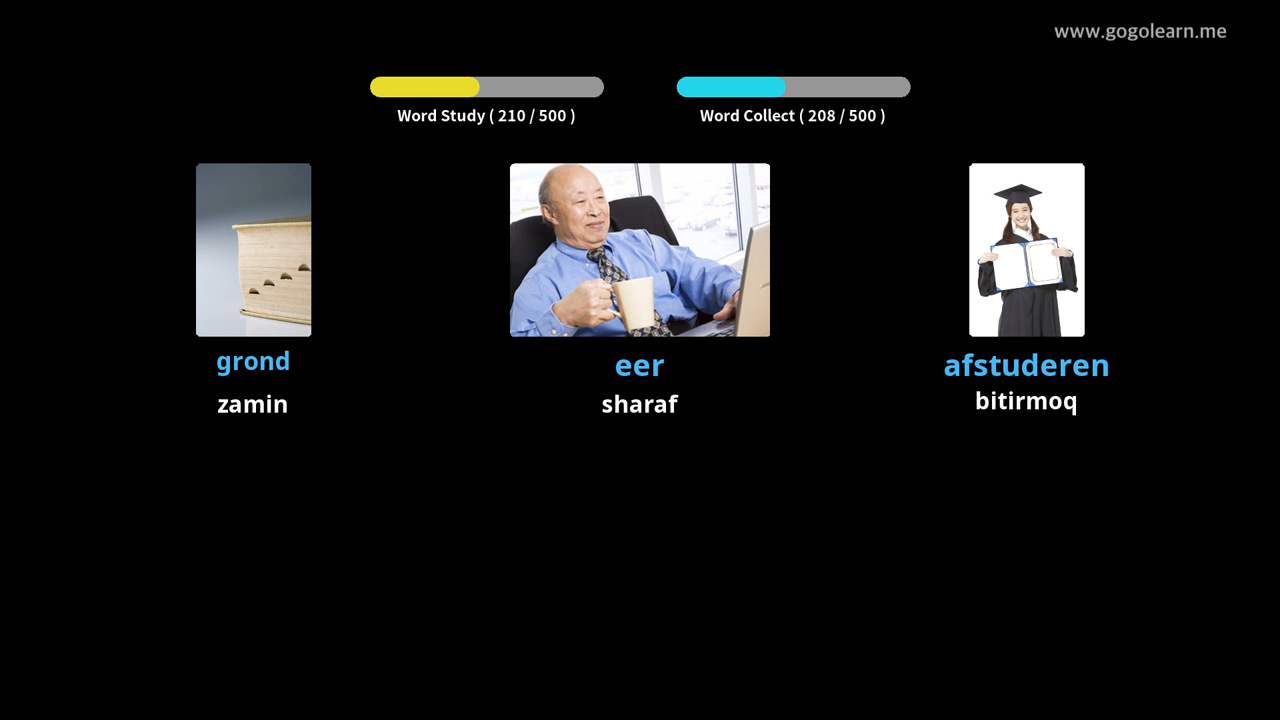 www.gogolearn.me
Word Study ( 210 / 500 )
Word Collect ( 208 / 500 )
grond
eer
afstuderen
zamin
sharaf
bitirmoq